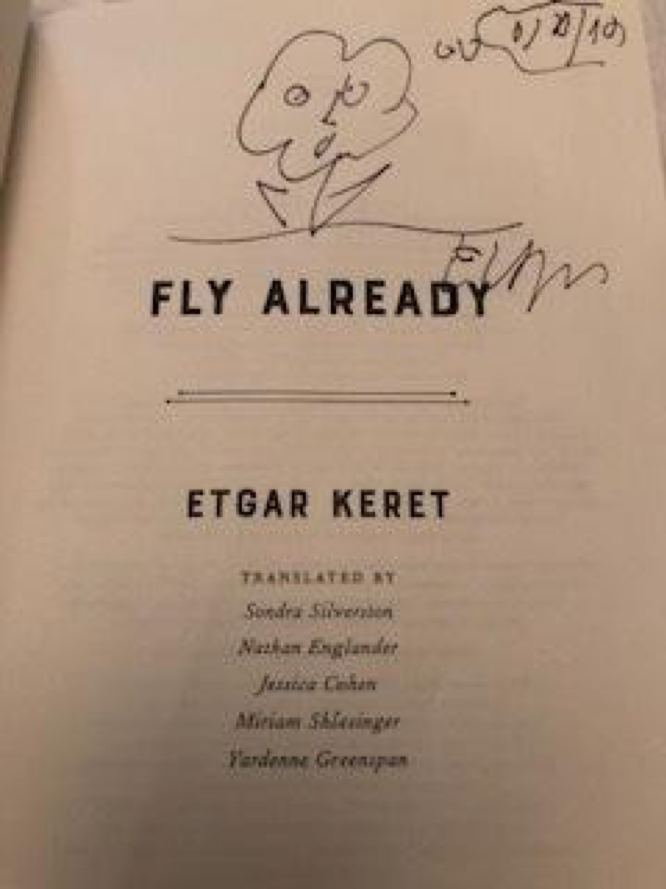 FLY ALREADY
ETGAR KERET
TRANSLATED BY
Sondra Silverston
Nathan Englander
Jessica Cohen
Miriam Shlesinger
Yardenne Greenspan